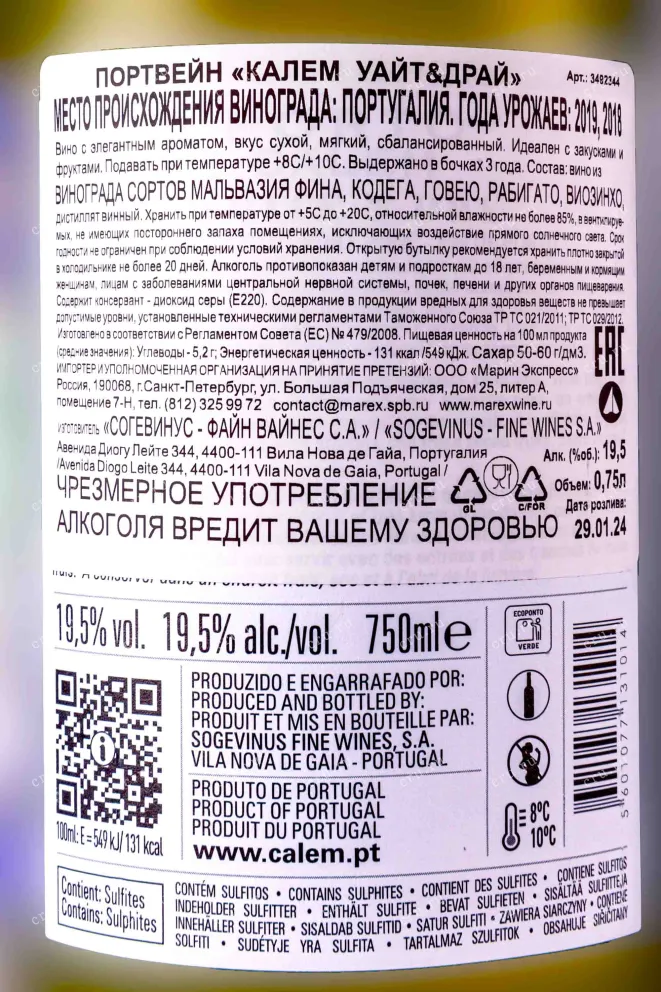 ПОРТВЕЙН «КАЛЕМ УАЙТ&ДРАЙ» Арт.: 3482344
МЕСТО ПРОИСХОЖДЕНИЯ ВИНОГРАДА: ПОРТУГАЛИЯ. ГОДА УРОЖАЕВ: 2019, 2018
Вино с элегантным ароматом, вкус сухой, мягкий, сбалансированный. Идеален с закусками и
фруктами. Подавать при температуре +8С/+10С. Выдержано в бочках 3 года. Состав: вино из
ВИНОГРАДА СОРТОВ МАЛЬВАЗИЯ ФИНА, КОДЕГА, ГОВЕЮ, РАБИГАТО, ВИОЗИНХО,
дистиллят винный. Хранить при температуре от +5С до +20С, относительной влажности не более 85%, в вентилируе-
мых, не имеющих постороннего запаха помещениях, исключающих воздействие прямого солнечного света. Срок
годности не ограничен при соблюдении условий хранения. Открытую бутылку рекомендуется хранить плотно закрытой
в холодильнике не более 20 дней. Алкоголь противопоказан детям и подросткам до 18 лет, беременным и кормящим
женщинам, лицам с заболеваниями центральной нервной системы, почек, печени и других органов пищеварения.
Содержит консервант - диоксид серы (Е220). Содержание в продукции вредных для здоровья веществ не превышает
допустимые уровни, установленные техническими регламентами Таможенного Союза ТР ТС 021/2011; ТР ТС 029/2012.
Изготовлено в соответствии с Регламентом Совета (ЕС) № 479/2008. Пищевая ценность на 100 мл продукта
(средние значения): Углеводы - 5,2 г; Энергетическая ценность - 131 ккал /549 кДж. Сахар 50-60 г/дм3.
ИМПОРТЕР И УПОЛНОМОЧЕННАЯ ОРГАНИЗАЦИЯ НА ПРИНЯТИЕ ПРЕТЕНЗИЙ: ООО «Марин Экспресс»
Россия, 190068, г.Санкт-Петербург, ул. Большая Подъяческая, дом 25, литер А,
помещение 7-Н, тел. (812) 325 99 72 contact@marex.spb.ru www.marexwine.ru
EAC
ИЗГОТОВИТЕЛЬ «СОГЕВИНУС - ФАЙН ВАЙНЕС С.А.» / «SOGEVINUS - FINE WINES S.A.»
Авенида Диогу Лейте 344, 4400-111 Вила Нова де Гайа, Португалия
/Avenida Diogo Leite 344, 4400-111 Vila Nova de Gaia, Portugal /
Алк. (%об.): 19,5
Объем: 0,75л
Дата розлива:
29.01.24
GL C/FOR
ЧРЕЗМЕРНОЕ УПОТРЕБЛЕНИЕ
АЛКОГОЛЯ ВРЕДИТ ВАШЕМУ ЗДОРОВЬЮ
19,5% vol. 19,5% alc./vol. 750ml e
ECOPONTO
VERDE
PRODUZIDO E ENGARRAFADO POR:
PRODUCED AND BOTTLED BY:
PRODUIT ET MIS EN BOUTEILLE PAR:
SOGEVINUS FINE WINES, S.A.
VILA NOVA DE GAIA - PORTUGAL
PRODUTO DE PORTUGAL
PRODUCT OF PORTUGAL
PRODUIT DU PORTUGAL
www.calem.pt
100ml: E = 549 kJ/ 131 kcal
= 8ºC
10ºC
5601077131014
Contient: Sulfites
Contains: Sulphites
CONTÉM SULFITOS • CONTAINS SULPHITES • CONTIENT DES SULFITES • CONTIENE SULFITOS
INDEHOLDER SULFITTER • ENTHÄLT SULFITE • BEVAT SULFIETEN • SISÄLTÄÄ SULFIITTEJA
INNEHÅLLER SULFITER • SISALDAB SULFITID • SATUR SULFITI • ZAWIERA SIARCZYNY • CONTIENE
SOLFITI • SUDĖTYJE YRA SULFITA • TARTALMAZ SZULFITOK • OBSAHUJE SIŘIČITANY